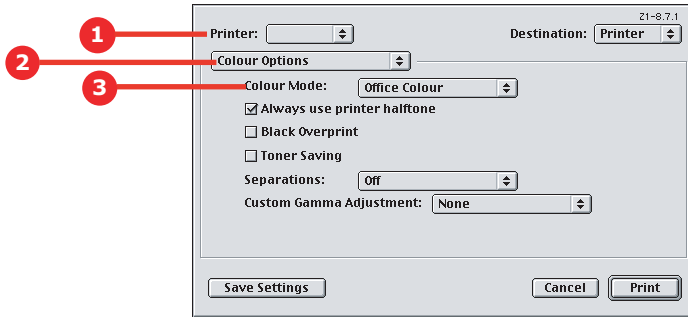 Z1-8.7.1
1 Printer: Destination: Printer
2 Colour Options
3 Colour Mode: Office Colour
Always use printer halftone
Black Overprint
Toner Saving
Separations: Off
Custom Gamma Adjustment: None
Save Settings Cancel Print